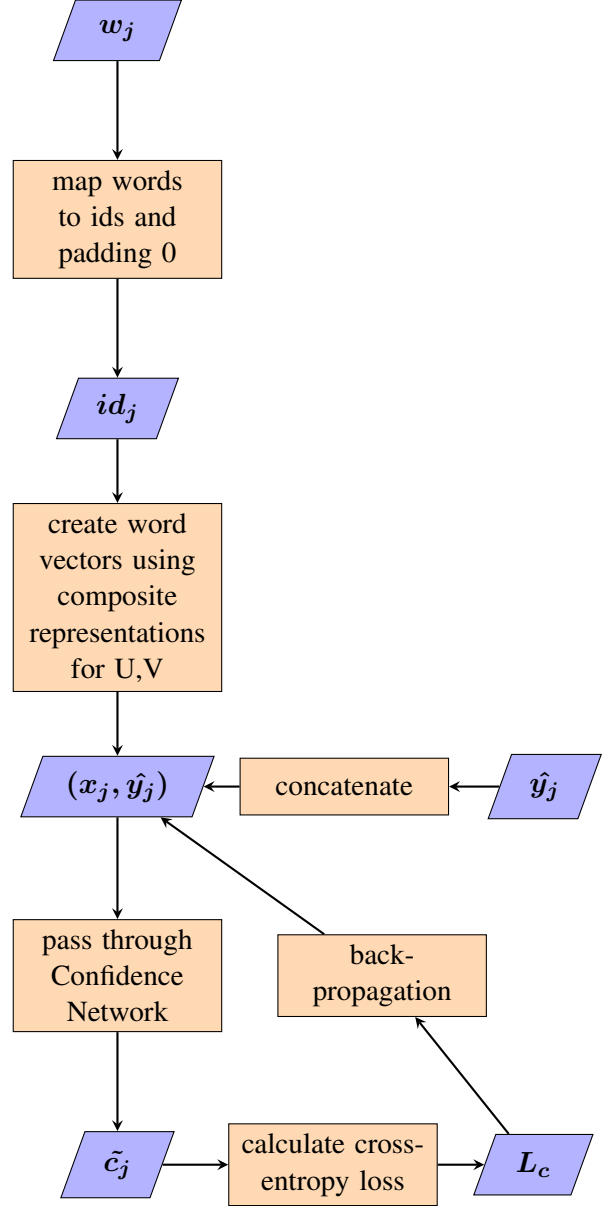 w_j
map words
to ids and
padding 0
id_j
create word
vectors using
composite
representations
for U,V
(x_j, ŷ_j)
concatenate
ŷ_j
pass through
Confidence
Network
back-
propagation
c̃_j
calculate cross-
entropy loss
L_c